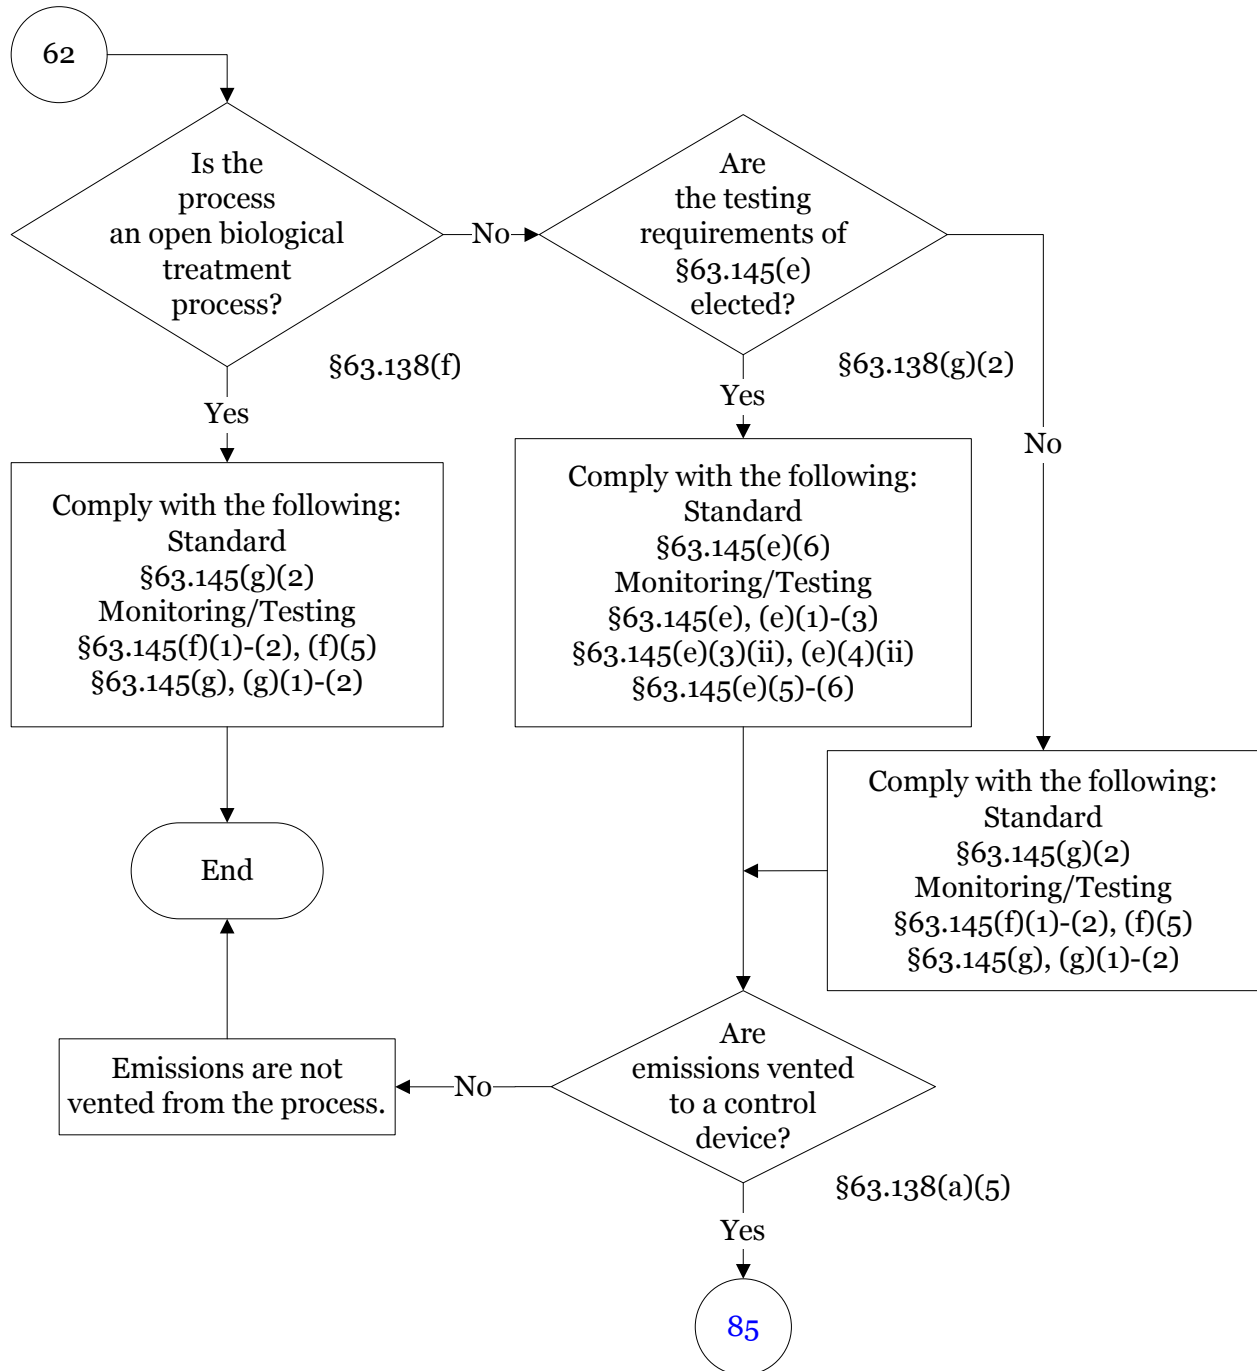 62
Is the
process
an open biological
treatment
process?
No
Are
the testing
requirements of
§63.145(e)
elected?
§63.138(f)
§63.138(g)(2)
Yes
Yes
No
Comply with the following:
Standard
§63.145(g)(2)
Monitoring/Testing
§63.145(f)(1)-(2), (f)(5)
§63.145(g), (g)(1)-(2)
Comply with the following:
Standard
§63.145(e)(6)
Monitoring/Testing
§63.145(e), (e)(1)-(3)
§63.145(e)(3)(ii), (e)(4)(ii)
§63.145(e)(5)-(6)
Comply with the following:
Standard
§63.145(g)(2)
Monitoring/Testing
§63.145(f)(1)-(2), (f)(5)
§63.145(g), (g)(1)-(2)
End
Emissions are not
vented from the process.
No
Are
emissions vented
to a control
device?
§63.138(a)(5)
Yes
85